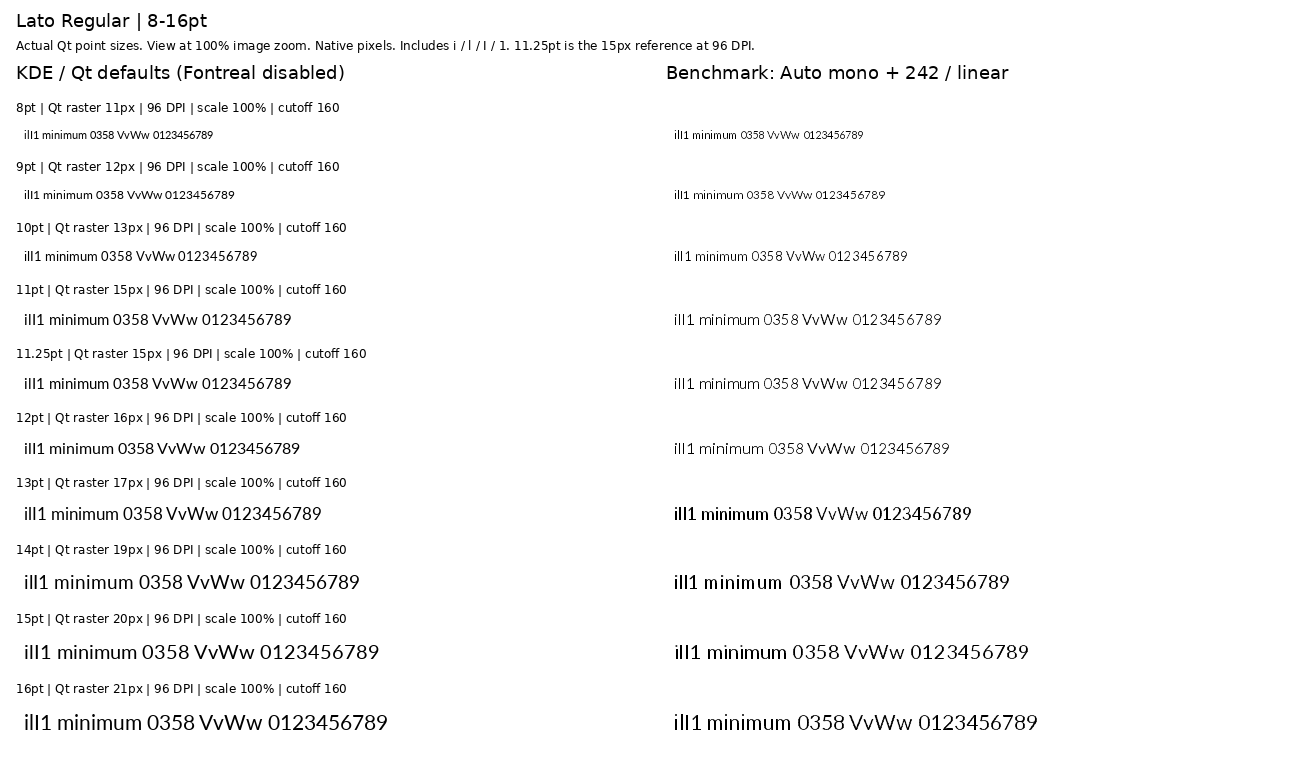 Lato Regular | 8-16pt
Actual Qt point sizes. View at 100% image zoom. Native pixels. Includes i / l / I / 1. 11.25pt is the 15px reference at 96 DPI.
KDE / Qt defaults (Fontreal disabled)
Benchmark: Auto mono + 242 / linear
8pt | Qt raster 11px | 96 DPI | scale 100% | cutoff 160
ilI1 minimum 0358 VvWw 0123456789
ilI1 minimum 0358 VvWw 0123456789
9pt | Qt raster 12px | 96 DPI | scale 100% | cutoff 160
ilI1 minimum 0358 VvWw 0123456789
ilI1 minimum 0358 VvWw 0123456789
10pt | Qt raster 13px | 96 DPI | scale 100% | cutoff 160
ilI1 minimum 0358 VvWw 0123456789
ilI1 minimum 0358 VvWw 0123456789
11pt | Qt raster 15px | 96 DPI | scale 100% | cutoff 160
ilI1 minimum 0358 VvWw 0123456789
ilI1 minimum 0358 VvWw 0123456789
11.25pt | Qt raster 15px | 96 DPI | scale 100% | cutoff 160
ilI1 minimum 0358 VvWw 0123456789
ilI1 minimum 0358 VvWw 0123456789
12pt | Qt raster 16px | 96 DPI | scale 100% | cutoff 160
ilI1 minimum 0358 VvWw 0123456789
ilI1 minimum 0358 VvWw 0123456789
13pt | Qt raster 17px | 96 DPI | scale 100% | cutoff 160
ilI1 minimum 0358 VvWw 0123456789
ilI1 minimum 0358 VvWw 0123456789
14pt | Qt raster 19px | 96 DPI | scale 100% | cutoff 160
ilI1 minimum 0358 VvWw 0123456789
ilI1 minimum 0358 VvWw 0123456789
15pt | Qt raster 20px | 96 DPI | scale 100% | cutoff 160
ilI1 minimum 0358 VvWw 0123456789
ilI1 minimum 0358 VvWw 0123456789
16pt | Qt raster 21px | 96 DPI | scale 100% | cutoff 160
ilI1 minimum 0358 VvWw 0123456789
ilI1 minimum 0358 VvWw 0123456789